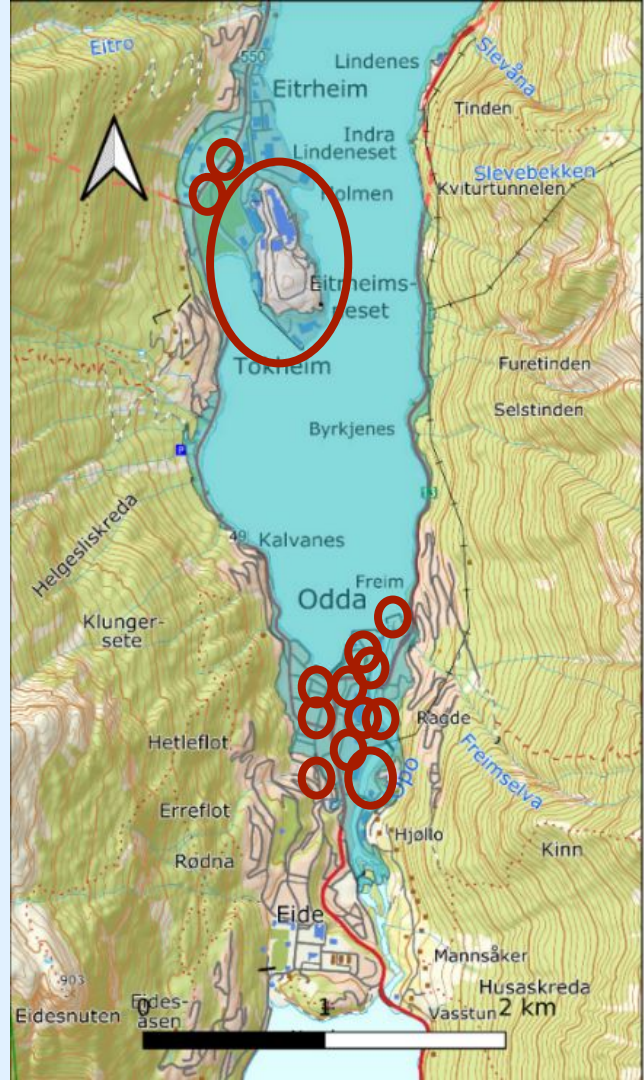 Eitro
550
Lindenes
Slevåna
Eitrheim
Tinden
Indra
Lindeneset
Slevebekken
Kviturtunnelen
Holmen
Eitrheims-
neset
Tokheim
Furetinden
Selstinden
Byrkjenes
P
13
Helgesliskreda
49
Kalvanes
Freim
Odda
Klunger-
sete
Ragde
Hetleflot
Opo
Freimselva
Erreflot
Hjøllo
Kinn
Rødna
Eide
Mannsåker
903
Husaskreda
Eidesnuten
Eides-
åsen
Vasstun
0
1
2 km